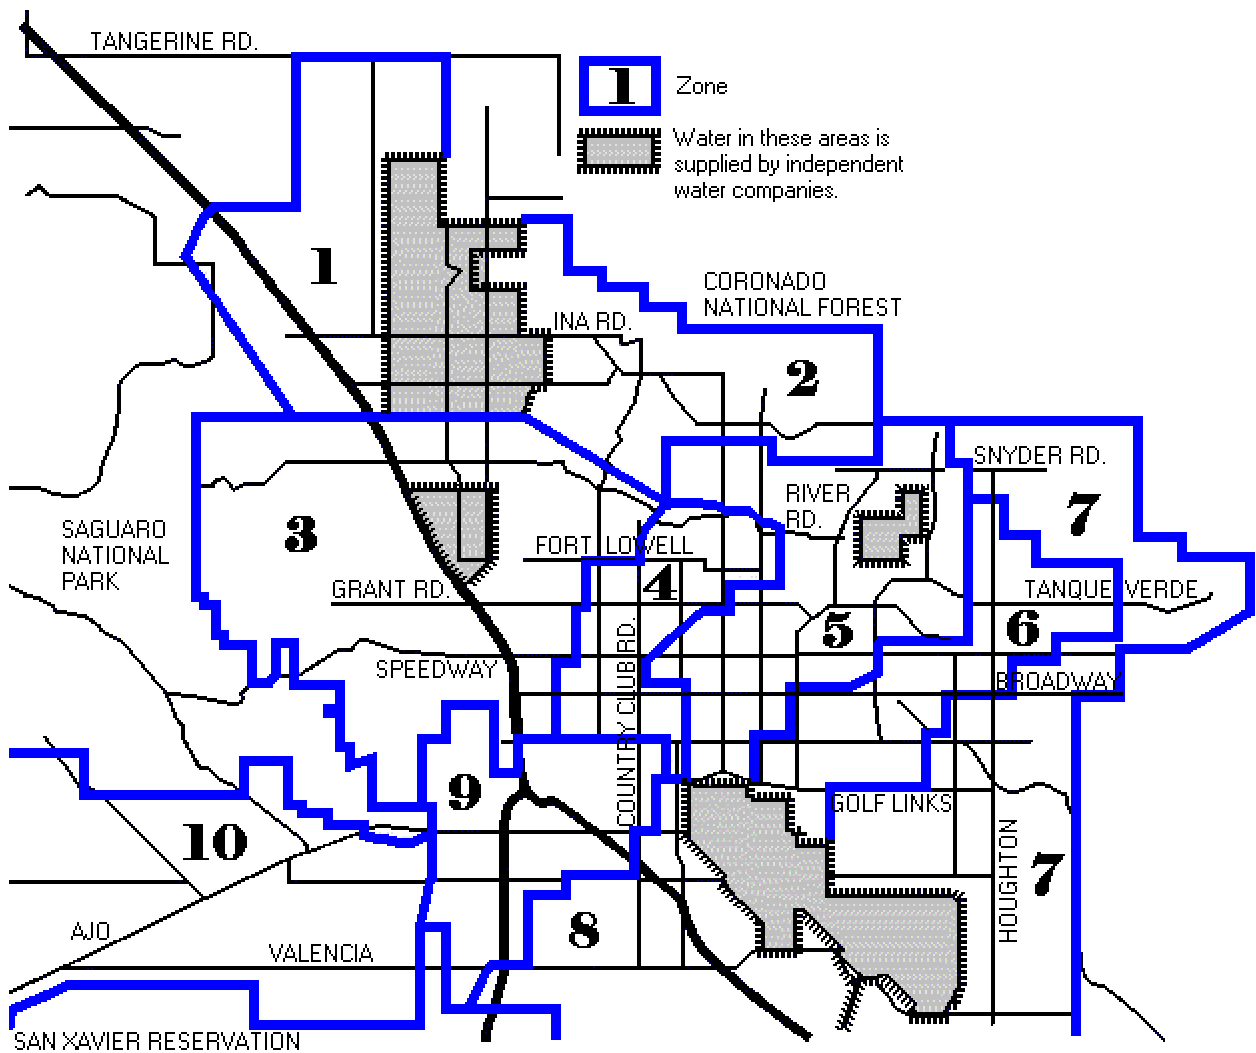 TANGERINE RD.
1
Zone
Water in these areas is
supplied by independent
water companies.
1
CORONADO
NATIONAL FOREST
INA RD.
2
SNYDER RD.
RIVER
RD.
7
SAGUARO
NATIONAL
PARK
3
FORT LOWELL
GRANT RD.
4
TANQUE VERDE
5
6
SPEEDWAY
COUNTRY CLUB RD.
BROADWAY
9
GOLF LINKS
10
HOUGHTON
7
AJO
8
VALENCIA
SAN XAVIER RESERVATION